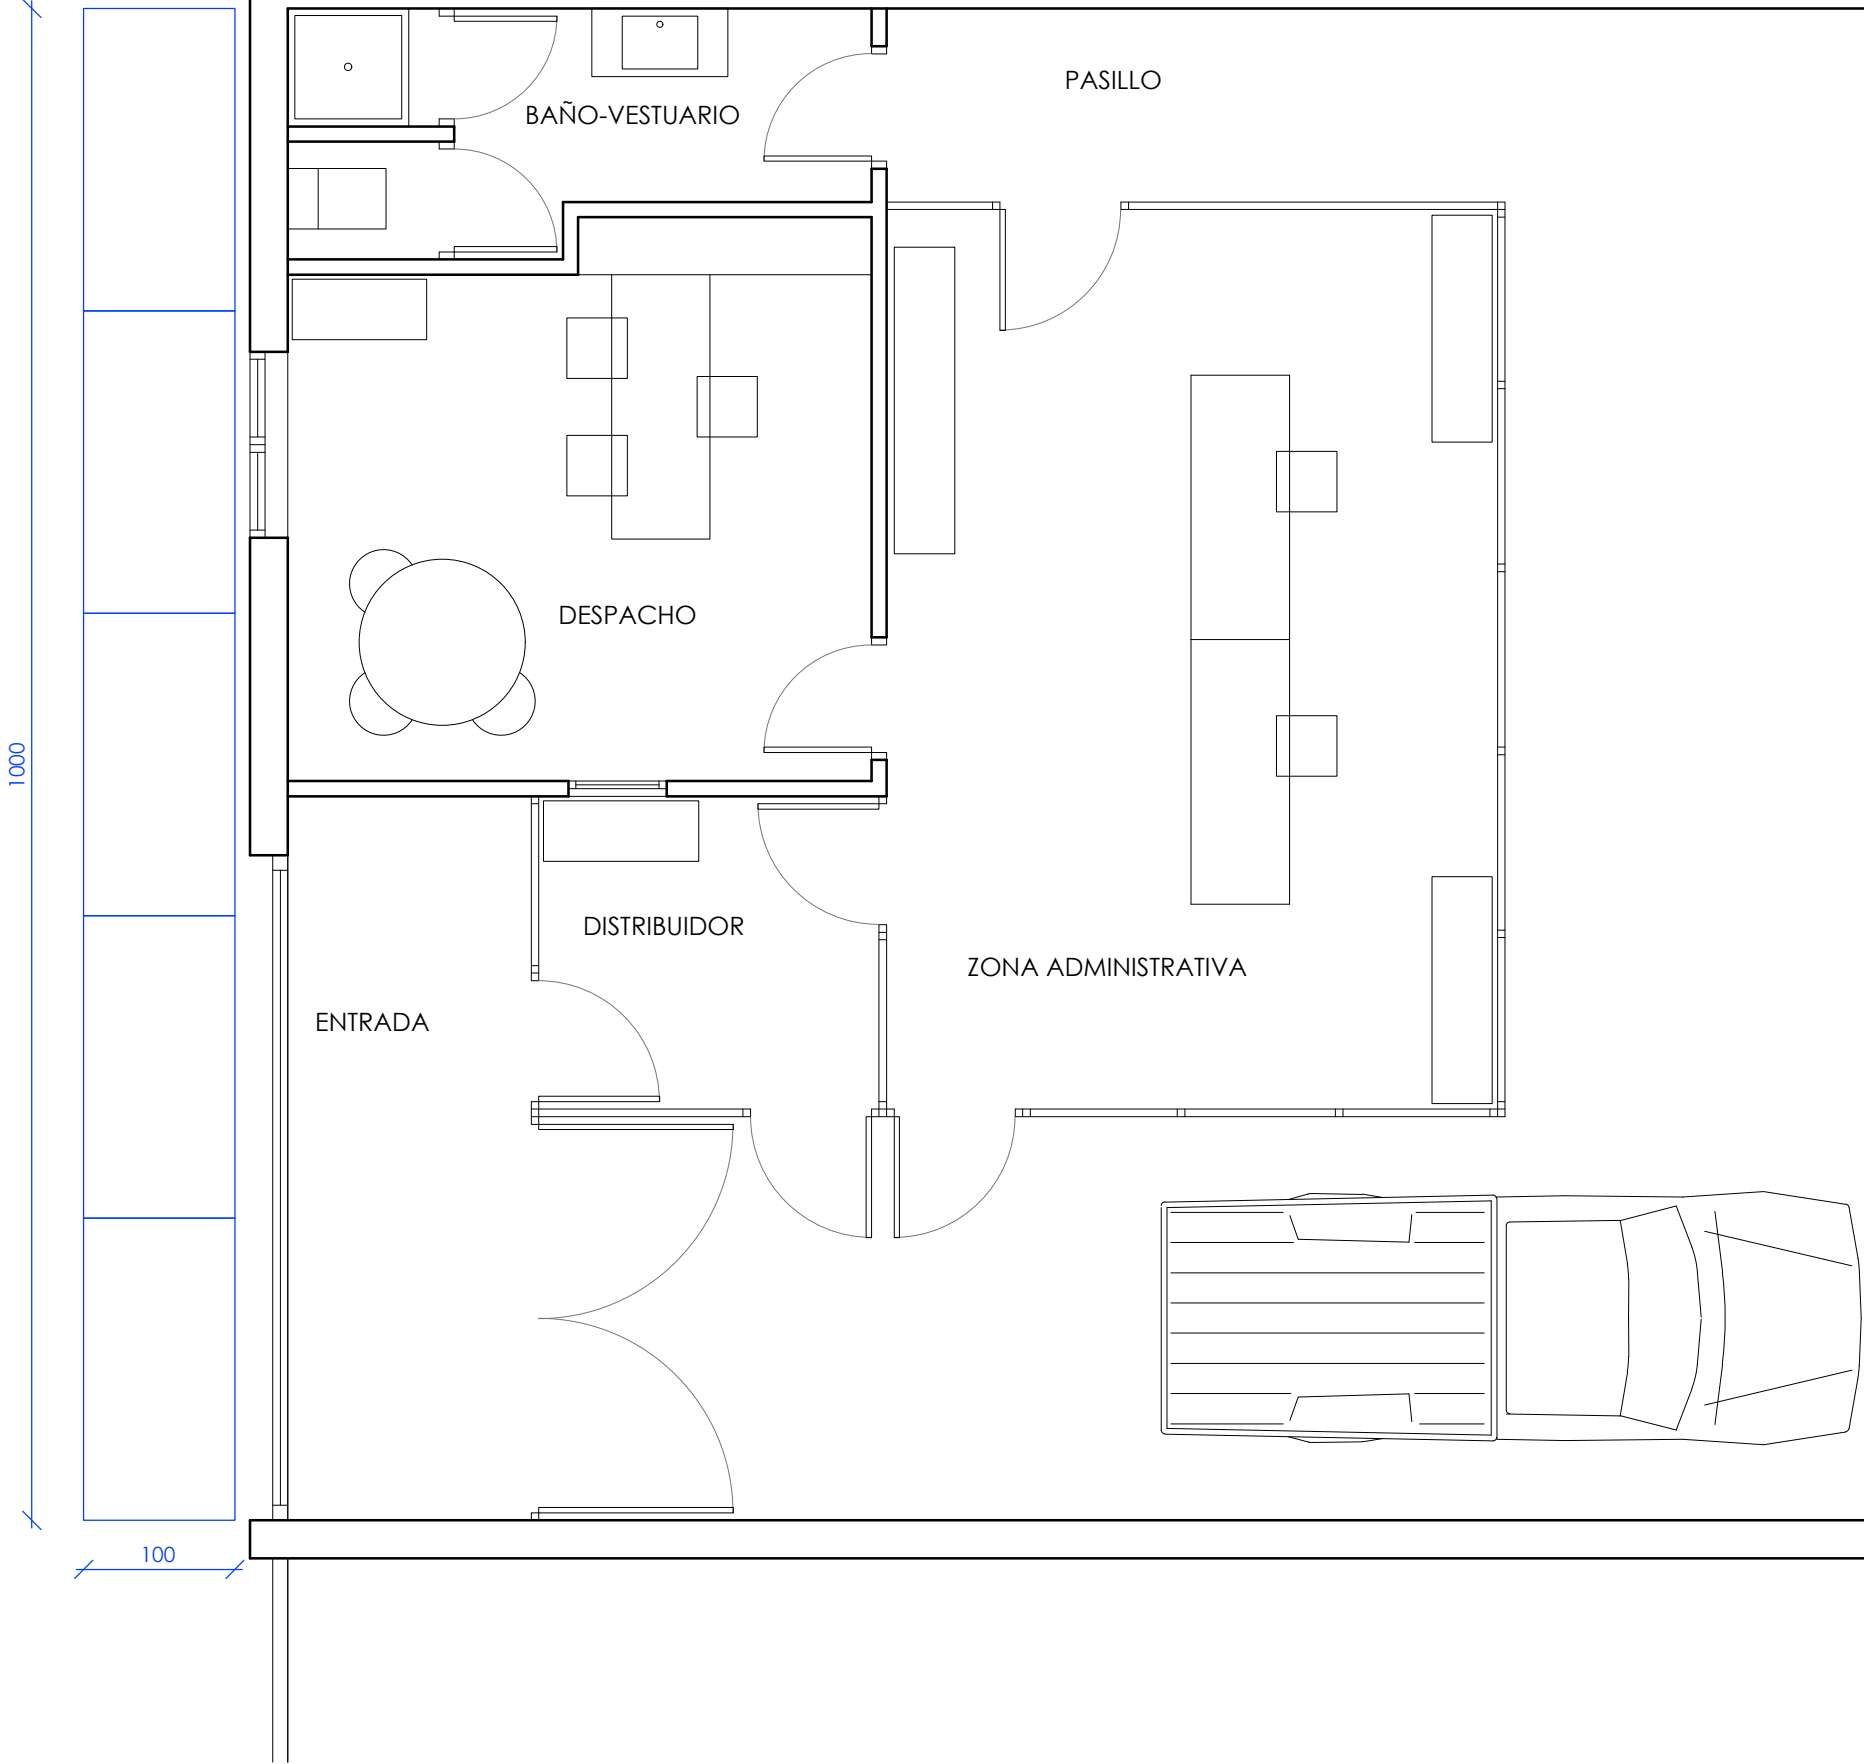 PASILLO
BAÑO-VESTUARIO
DESPACHO
1000
DISTRIBUIDOR
ZONA ADMINISTRATIVA
ENTRADA
100